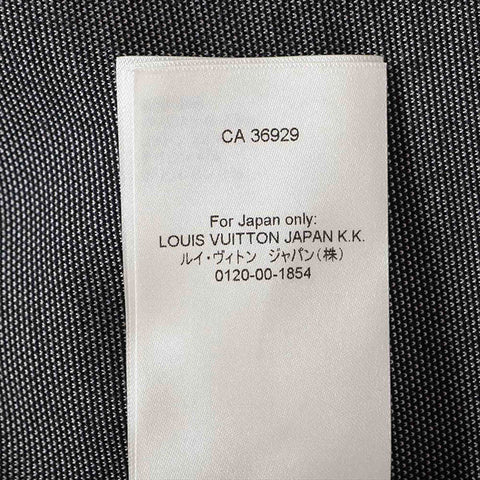 CA 36929
For Japan only:
LOUIS VUITTON JAPAN K.K.
ルイ・ヴィトン ジャパン(株)
0120-00-1854